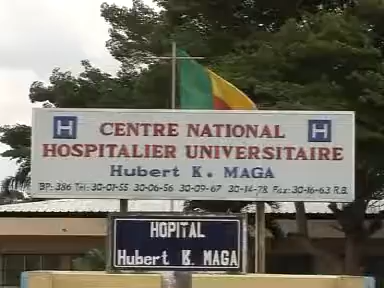 H CENTRE NATIONAL H
HOSPITALIER UNIVERSITAIRE
Hubert K. MAGA
BP: 386 Tél: 30-01-55 30-06-56 30-09-67 30-14-78 Fax: 30-16-63 R.B.
HOPITAL
Hubert K. MAGA